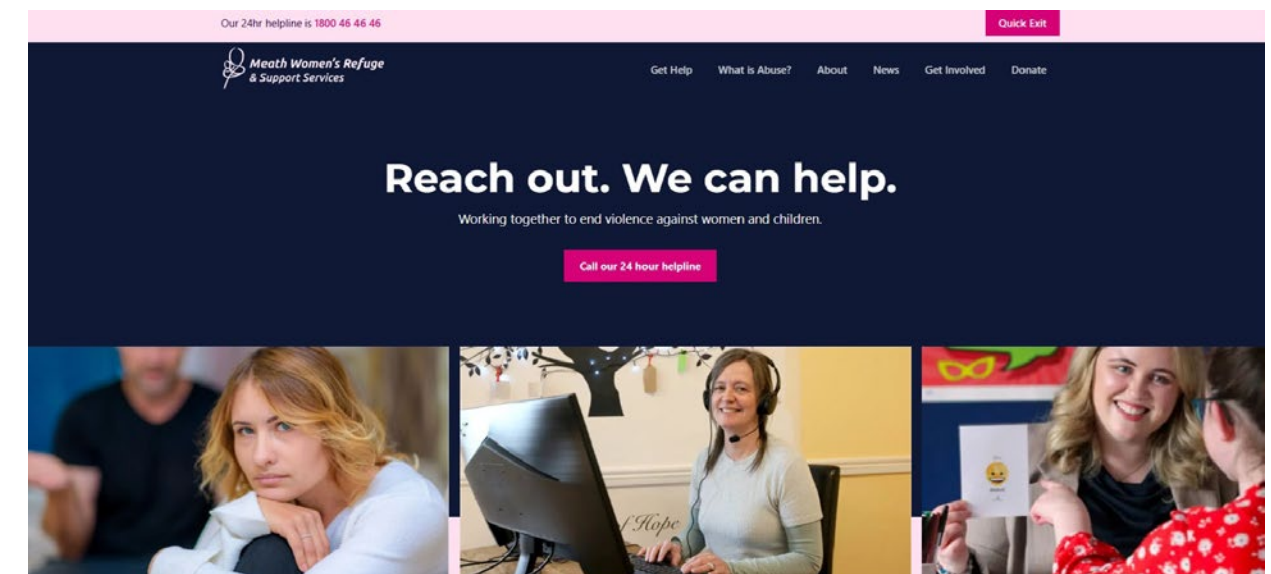 Our 24hr helpline is 1800 46 46 46
Quick Exit
Meath Women's Refuge
& Support Services
Get Help What is Abuse? About News Get Involved Donate
Reach out. We can help.
Working together to end violence against women and children.
Call our 24 hour helpline
of Hope